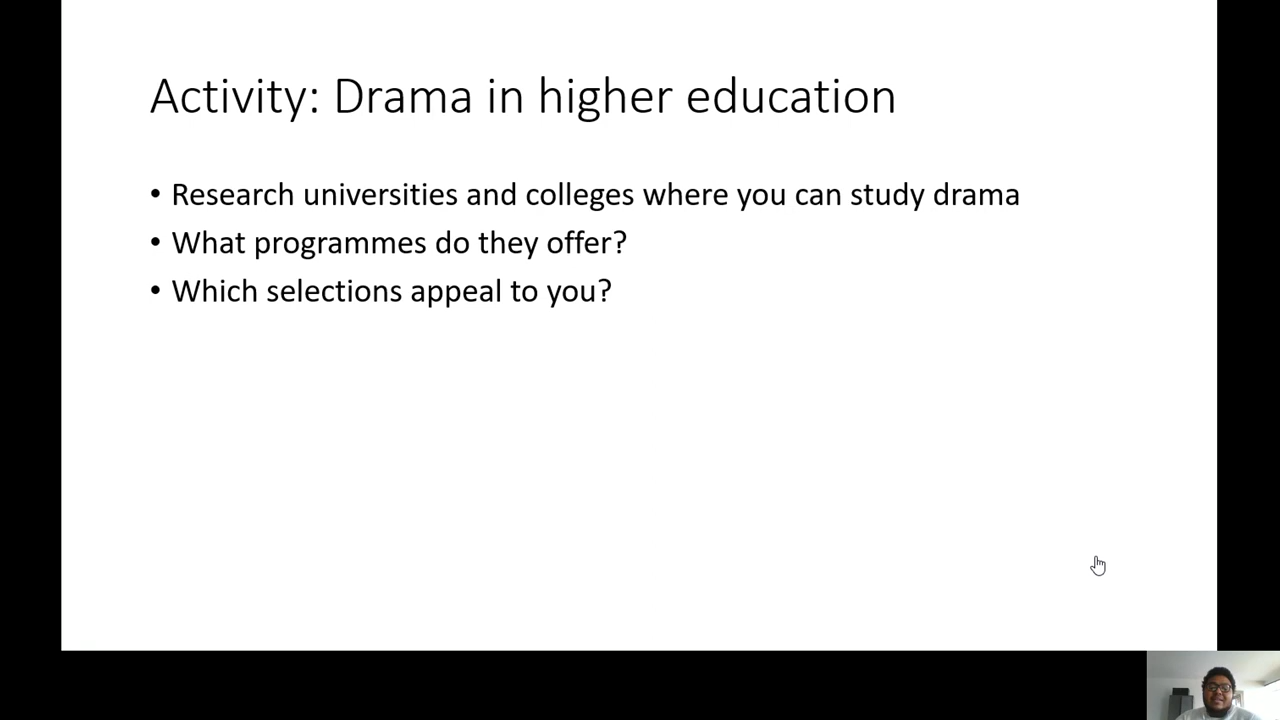 Activity: Drama in higher education
• Research universities and colleges where you can study drama
• What programmes do they offer?
• Which selections appeal to you?